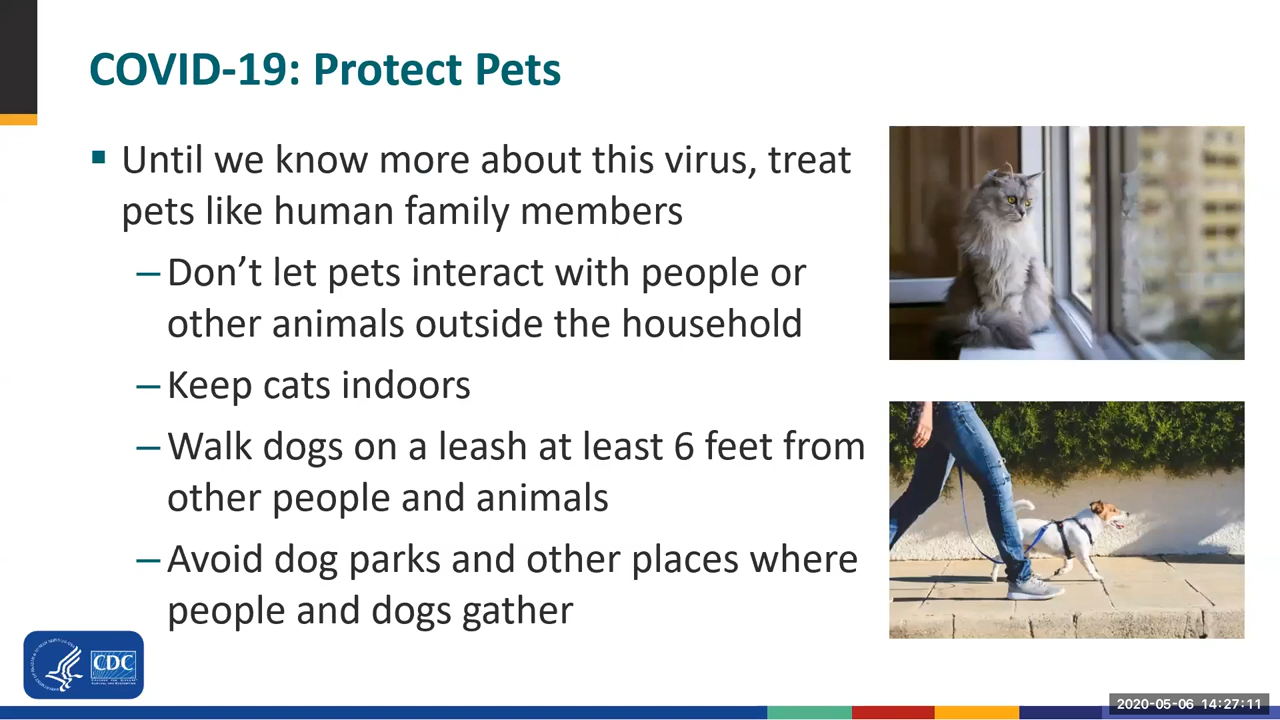 COVID-19: Protect Pets
Until we know more about this virus, treat
pets like human family members
– Don’t let pets interact with people or
other animals outside the household
– Keep cats indoors
– Walk dogs on a leash at least 6 feet from
other people and animals
– Avoid dog parks and other places where
people and dogs gather
CDC
2020-05-06 14:27:11